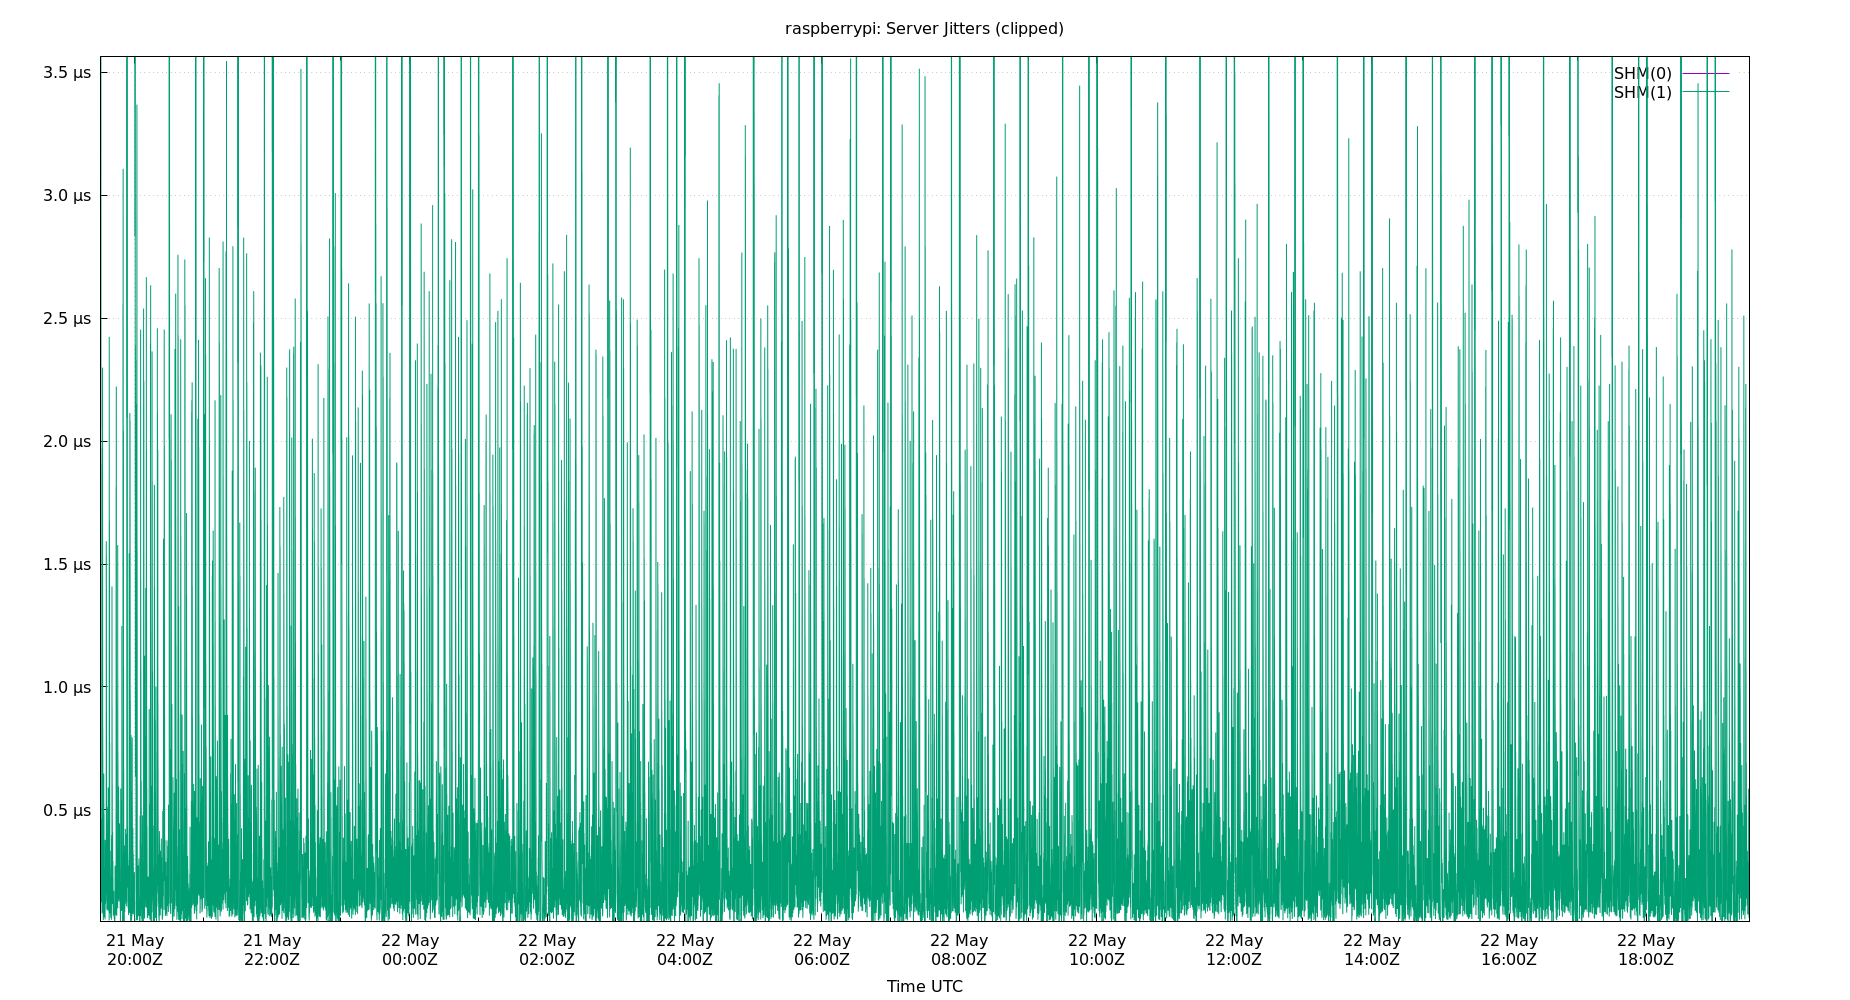 raspberrypi: Server Jitters (clipped)
3.5 µs
3.0 µs
2.5 µs
2.0 µs
1.5 µs
1.0 µs
0.5 µs
SHM(0)
SHM(1)
21 May 21 May 22 May 22 May 22 May 22 May 22 May 22 May 22 May 22 May 22 May 22 May
20:00Z 22:00Z 00:00Z 02:00Z 04:00Z 06:00Z 08:00Z 10:00Z 12:00Z 14:00Z 16:00Z 18:00Z
Time UTC